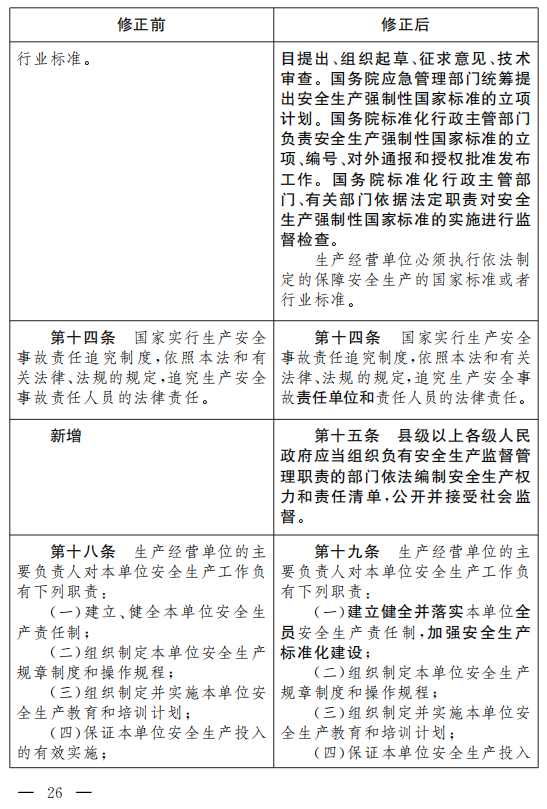 修正前
修正后
行业标准。
目提出、组织起草、征求意见、技术
审查。国务院应急管理部门统筹提
出安全生产强制性国家标准的立项
计划。国务院标准化行政主管部门
负责安全生产强制性国家标准的立
项、编号、对外通报和授权批准发布
工作。国务院标准化行政主管部
门、有关部门依据法定职责对安全
生产强制性国家标准的实施进行监
督检查。
生产经营单位必须执行依法制
定的保障安全生产的国家标准或者
行业标准。
第十四条 国家实行生产安全
事故责任追究制度,依照本法和有
关法律、法规的规定,追究生产安全
事故责任人员的法律责任。
第十四条 国家实行生产安全
事故责任追究制度,依照本法和有关
法律、法规的规定,追究生产安全事
故责任单位和责任人员的法律责任。
新增
第十五条 县级以上各级人民
政府应当组织负有安全生产监督管
理职责的部门依法编制安全生产权
力和责任清单,公开并接受社会监
督。
第十八条 生产经营单位的主
要负责人对本单位安全生产工作负
有下列职责:
(一)建立、健全本单位安全生
产责任制;
(二)组织制定本单位安全生产
规章制度和操作规程;
(三)组织制定并实施本单位安
全生产教育和培训计划;
(四)保证本单位安全生产投入
的有效实施;
第十九条 生产经营单位的主
要负责人对本单位安全生产工作负
有下列职责:
(一)建立健全并落实本单位全
员安全生产责任制,加强安全生产
标准化建设;
(二)组织制定本单位安全生产
规章制度和操作规程;
(三)组织制定并实施本单位安
全生产教育和培训计划;
(四)保证本单位安全生产投入
— 26 —